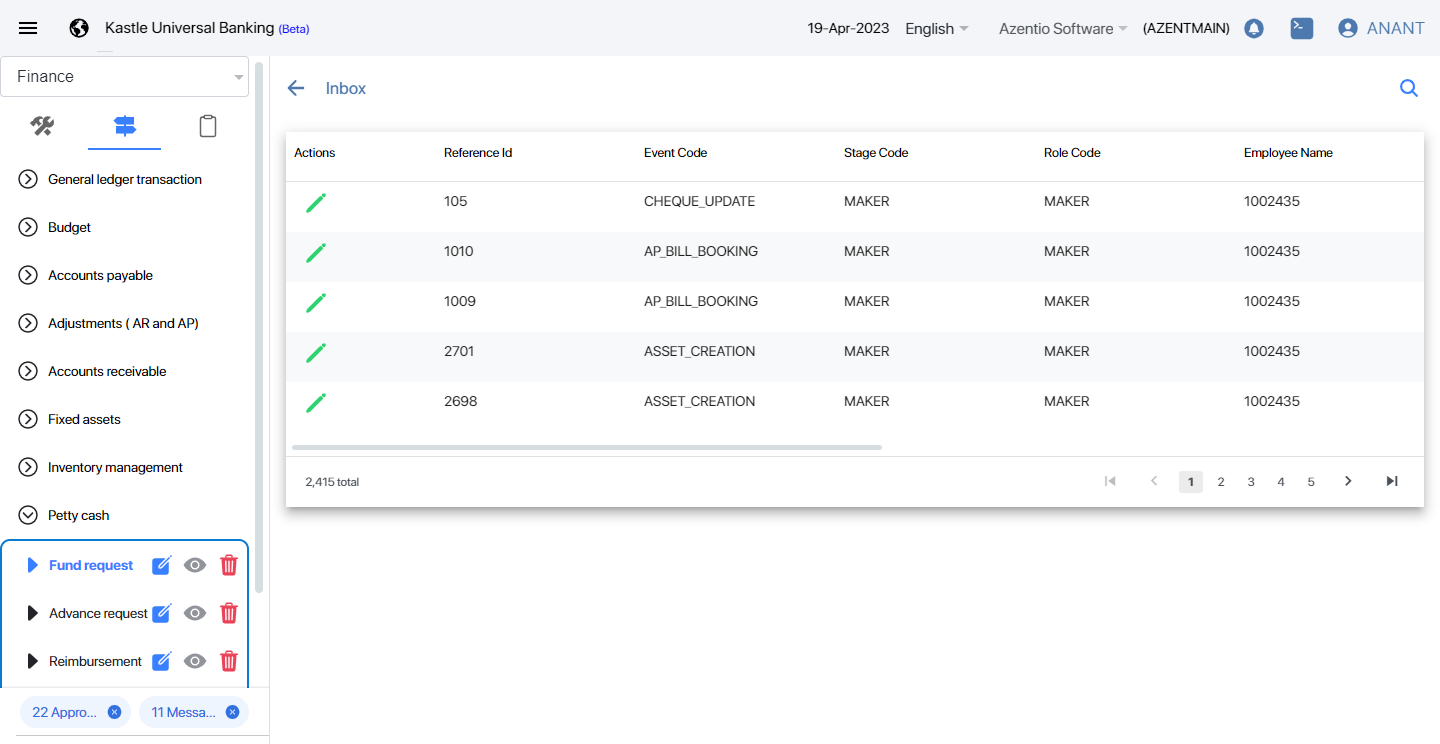 Kastle Universal Banking (Beta)
19-Apr-2023 English Azentio Software (AZENTMAIN) ANANT
Finance
General ledger transaction
Budget
Accounts payable
Adjustments ( AR and AP)
Accounts receivable
Fixed assets
Inventory management
Petty cash
Fund request
Advance request
Reimbursement
22 Appro... 11 Messa...
Inbox
Actions Reference Id Event Code Stage Code Role Code Employee Name
105 CHEQUE_UPDATE MAKER MAKER 1002435
1010 AP_BILL_BOOKING MAKER MAKER 1002435
1009 AP_BILL_BOOKING MAKER MAKER 1002435
2701 ASSET_CREATION MAKER MAKER 1002435
2698 ASSET_CREATION MAKER MAKER 1002435
2,415 total 1 2 3 4 5